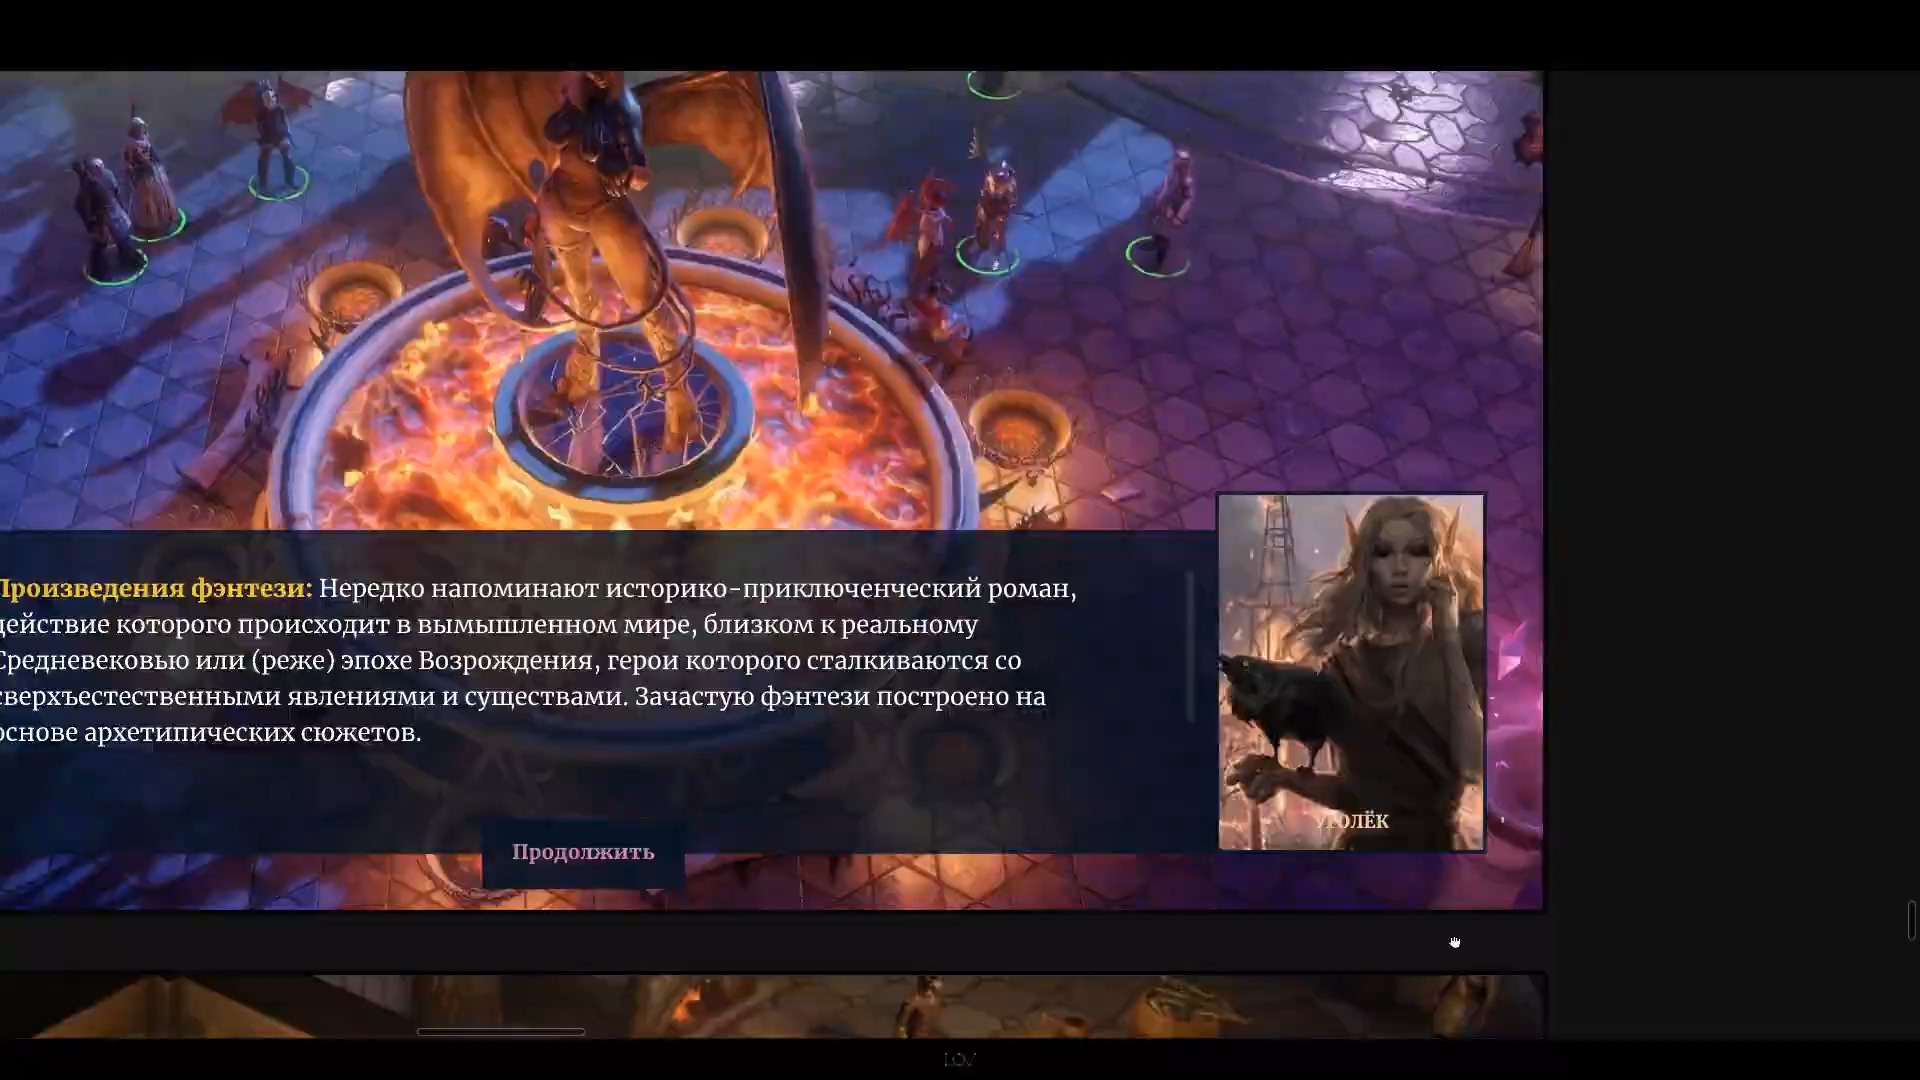 Произведения фэнтези: Нередко напоминают историко-приключенческий роман,
действие которого происходит в вымышленном мире, близком к реальному
Средневековью или (реже) эпохе Возрождения, герои которого сталкиваются со
сверхъестественными явлениями и существами. Зачастую фэнтези построено на
основе архетипических сюжетов.
УГОЛЁК
Продолжить
LOV